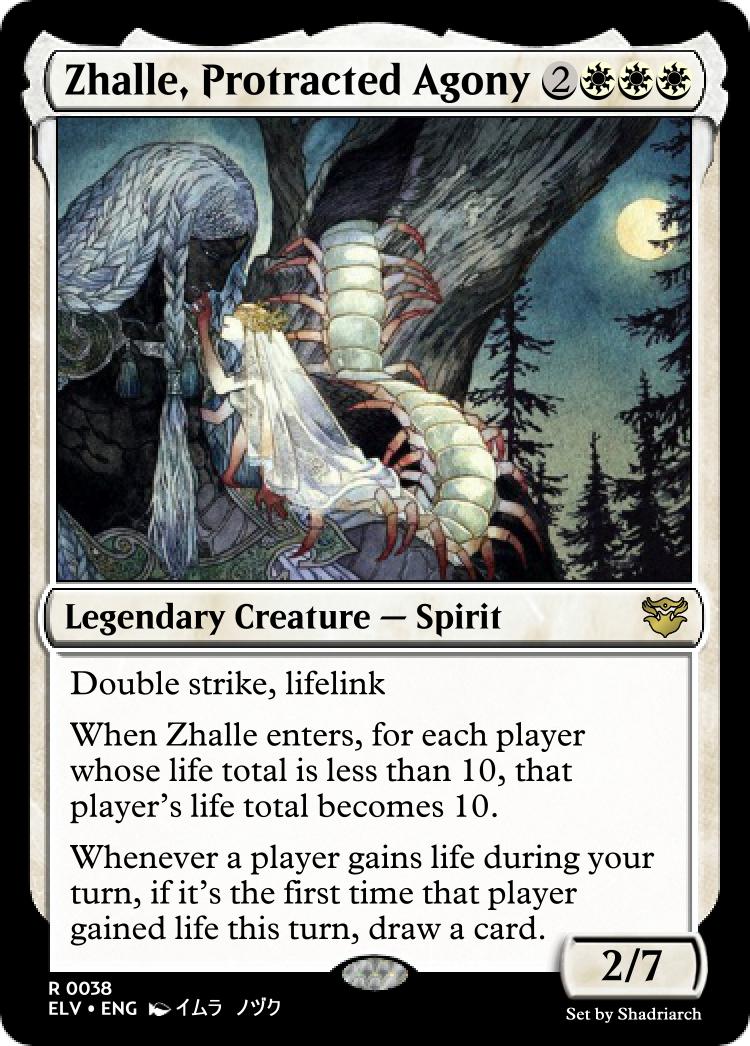 Zhalle, Protracted Agony 2
Legendary Creature — Spirit
Double strike, lifelink
When Zhalle enters, for each player
whose life total is less than 10, that
player's life total becomes 10.
Whenever a player gains life during your
turn, if it's the first time that player
gained life this turn, draw a card.
2/7
R 0038
ELV • ENG イムラ ノヅク
Set by Shadriarch